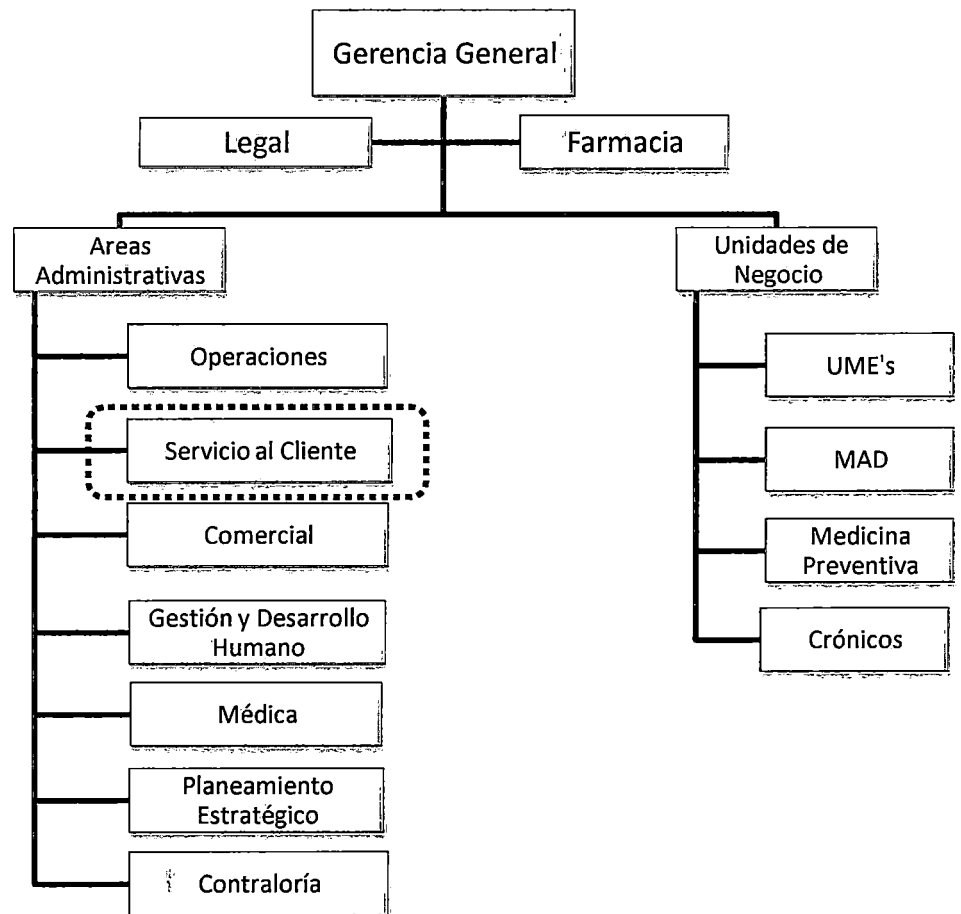 Gerencia General
Legal
Farmacia
Areas
Administrativas
Operaciones
Servicio al Cliente
Comercial
Gestión y Desarrollo
Humano
Médica
Planeamiento
Estratégico
Contraloría
Unidades de
Negocio
UME's
MAD
Medicina
Preventiva
Crónicos